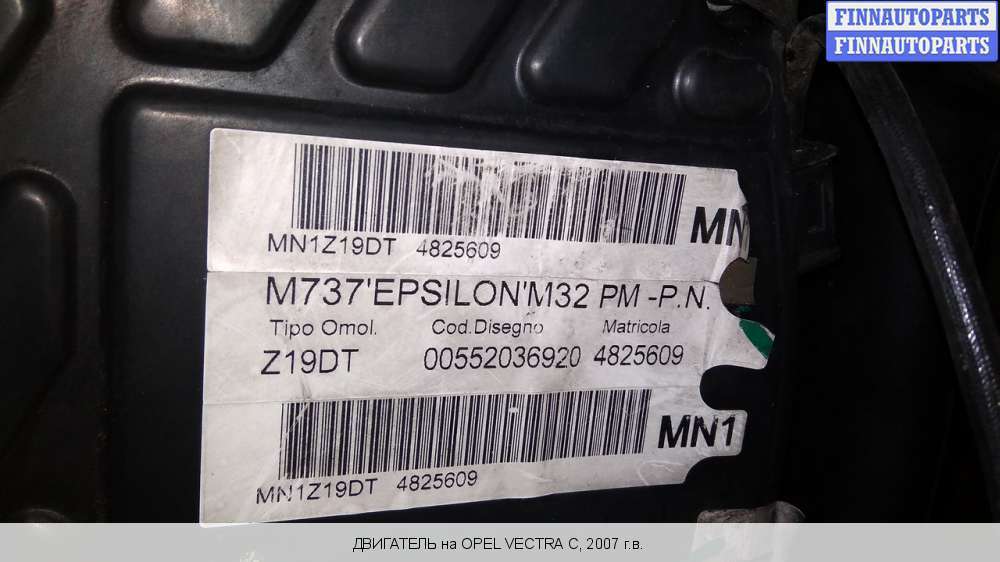 FINNAUTOPARTS
FINNAUTOPARTS
MN1Z19DT 4825609
MN
M737'EPSILON'M32 PM -P.N.
Tipo Omol. Cod.Disegno Matricola
Z19DT 00552036920 4825609
MN1
MN1Z19DT 4825609
ДВИГАТЕЛЬ на OPEL VECTRA C, 2007 г.в.